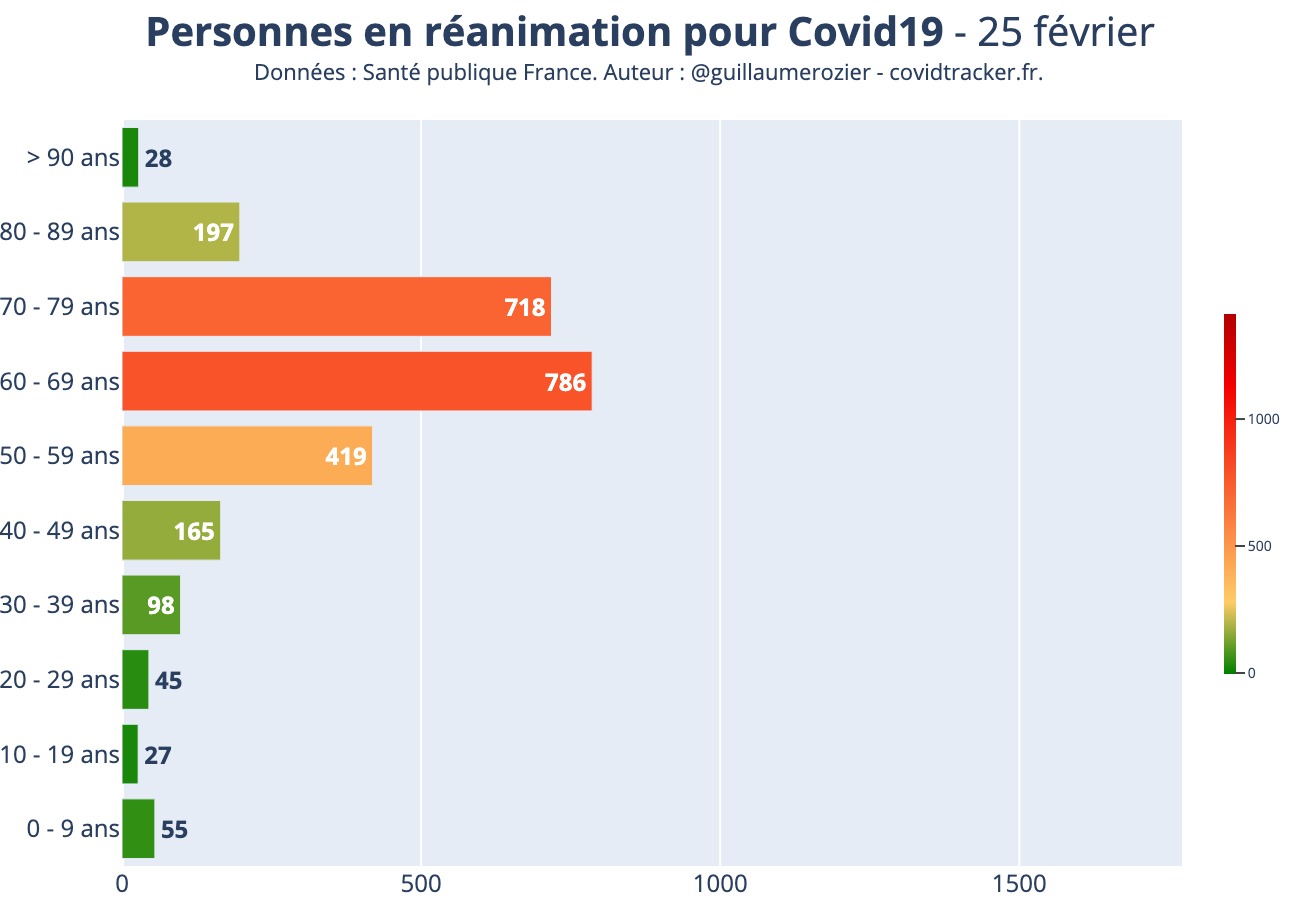 Personnes en réanimation pour Covid19 - 25 février
Données : Santé publique France. Auteur : @guillaumerozier - covidtracker.fr.
> 90 ans 28
80 - 89 ans 197
70 - 79 ans 718
60 - 69 ans 786
50 - 59 ans 419
40 - 49 ans 165
30 - 39 ans 98
20 - 29 ans 45
10 - 19 ans 27
0 - 9 ans 55
0 500 1000 1500
1000
500
0